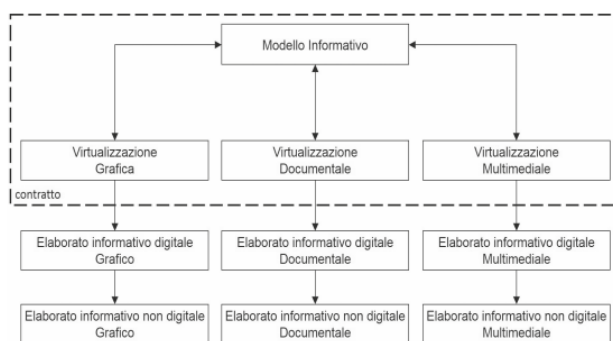 Modello Informativo
Virtualizzazione
Grafica
Virtualizzazione
Documentale
Virtualizzazione
Multimediale
contratto
Elaborato informativo digitale
Grafico
Elaborato informativo digitale
Documentale
Elaborato informativo digitale
Multimediale
Elaborato informativo non digitale
Grafico
Elaborato informativo non digitale
Documentale
Elaborato informativo non digitale
Multimediale